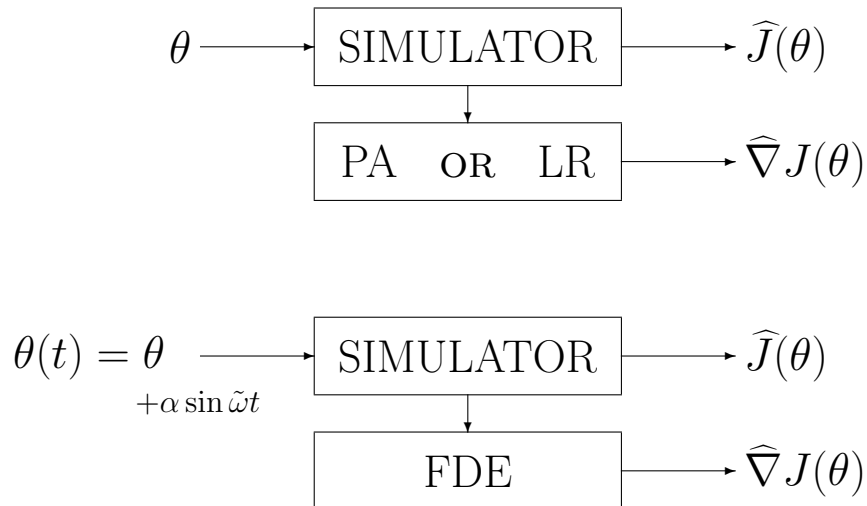 θ SIMULATOR Ĵ(θ)
PA OR LR ∇̂J(θ)
θ(t) = θ SIMULATOR Ĵ(θ)
+α sin ω̃t
FDE ∇̂J(θ)